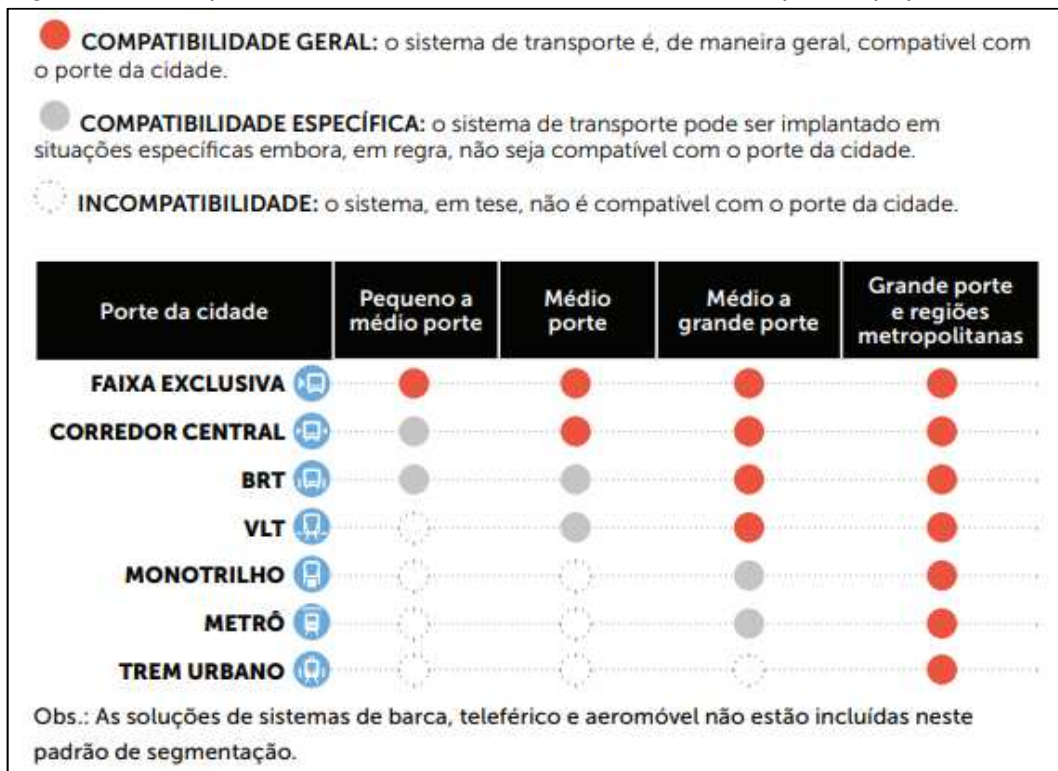 COMPATIBILIDADE GERAL: o sistema de transporte é, de maneira geral, compatível com
o porte da cidade.
COMPATIBILIDADE ESPECÍFICA: o sistema de transporte pode ser implantado em
situações específicas embora, em regra, não seja compatível com o porte da cidade.
INCOMPATIBILIDADE: o sistema, em tese, não é compatível com o porte da cidade.
Porte da cidade
Pequeno a
médio porte
Médio
porte
Médio a
grande porte
Grande porte
e regiões
metropolitanas
FAIXA EXCLUSIVA
CORREDOR CENTRAL
BRT
VLT
MONOTRILHO
METRÔ
TREM URBANO
Obs.: As soluções de sistemas de barca, teleférico e aeromóvel não estão incluídas neste
padrão de segmentação.